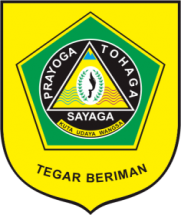 PRAYOGA TOHAGA
SAYAGA
KUTA UDAYA WANGSA
TEGAR BERIMAN